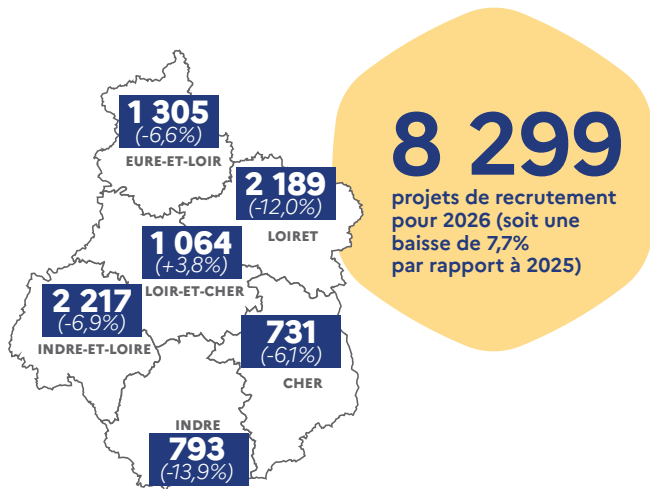 1 305
(-6,6%)
EURE-ET-LOIR
2 189
(-12,0%)
LOIRET
1 064
(+3,8%)
LOIR-ET-CHER
2 217
(-6,9%)
INDRE-ET-LOIRE
731
(-6,1%)
CHER
INDRE
793
(-13,9%)
8 299
projets de recrutement
pour 2026 (soit une
baisse de 7,7%
par rapport à 2025)